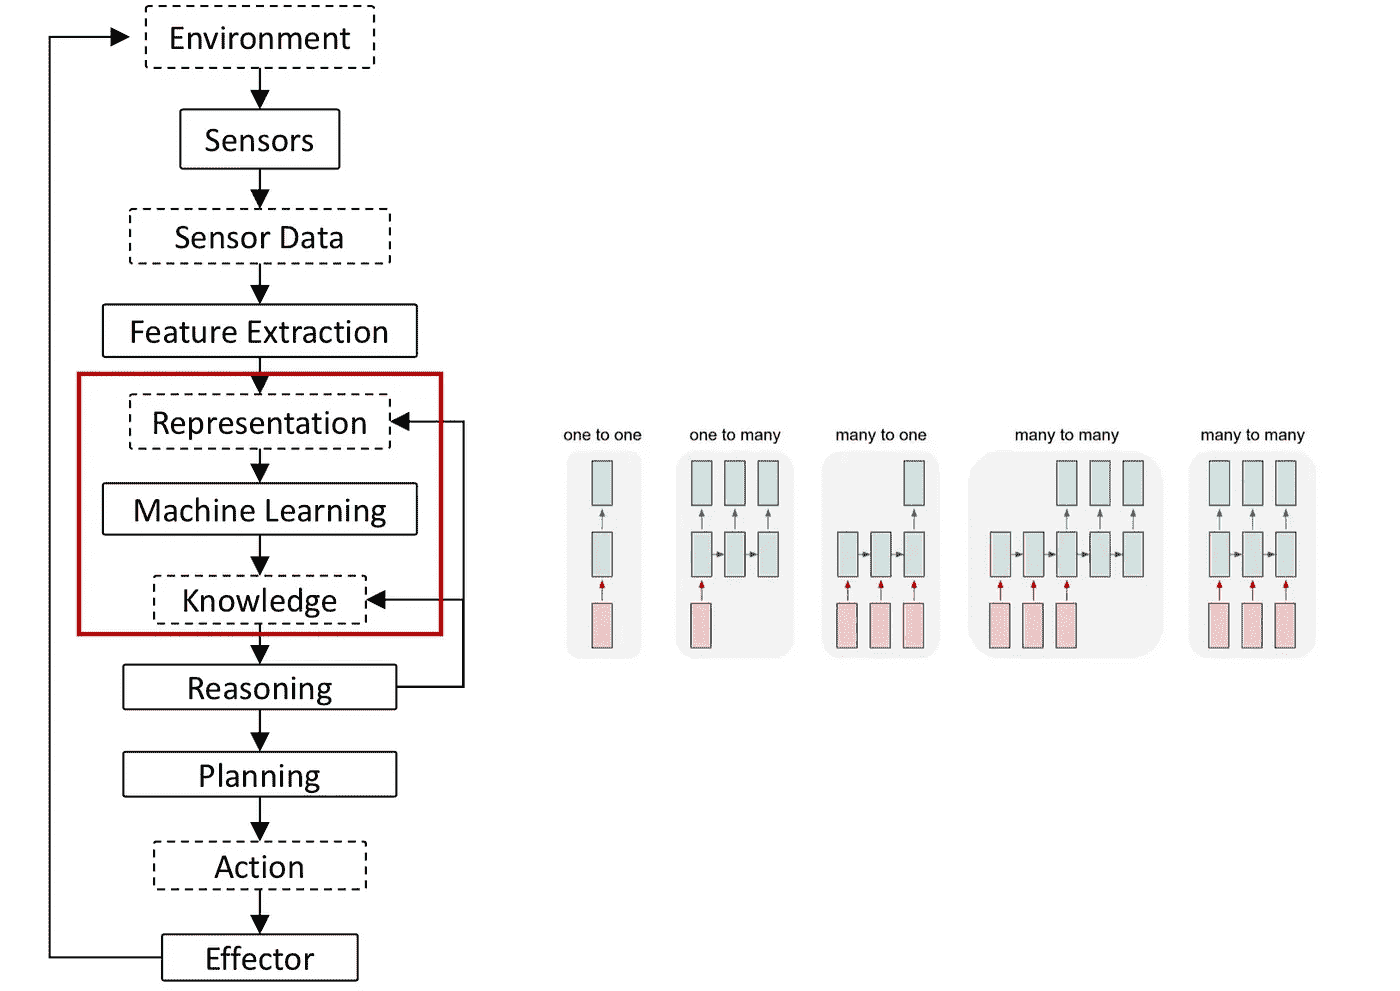 Environment
Sensors
Sensor Data
Feature Extraction
Representation
Machine Learning
Knowledge
Reasoning
Planning
Action
Effector
one to one
one to many
many to one
many to many
many to many